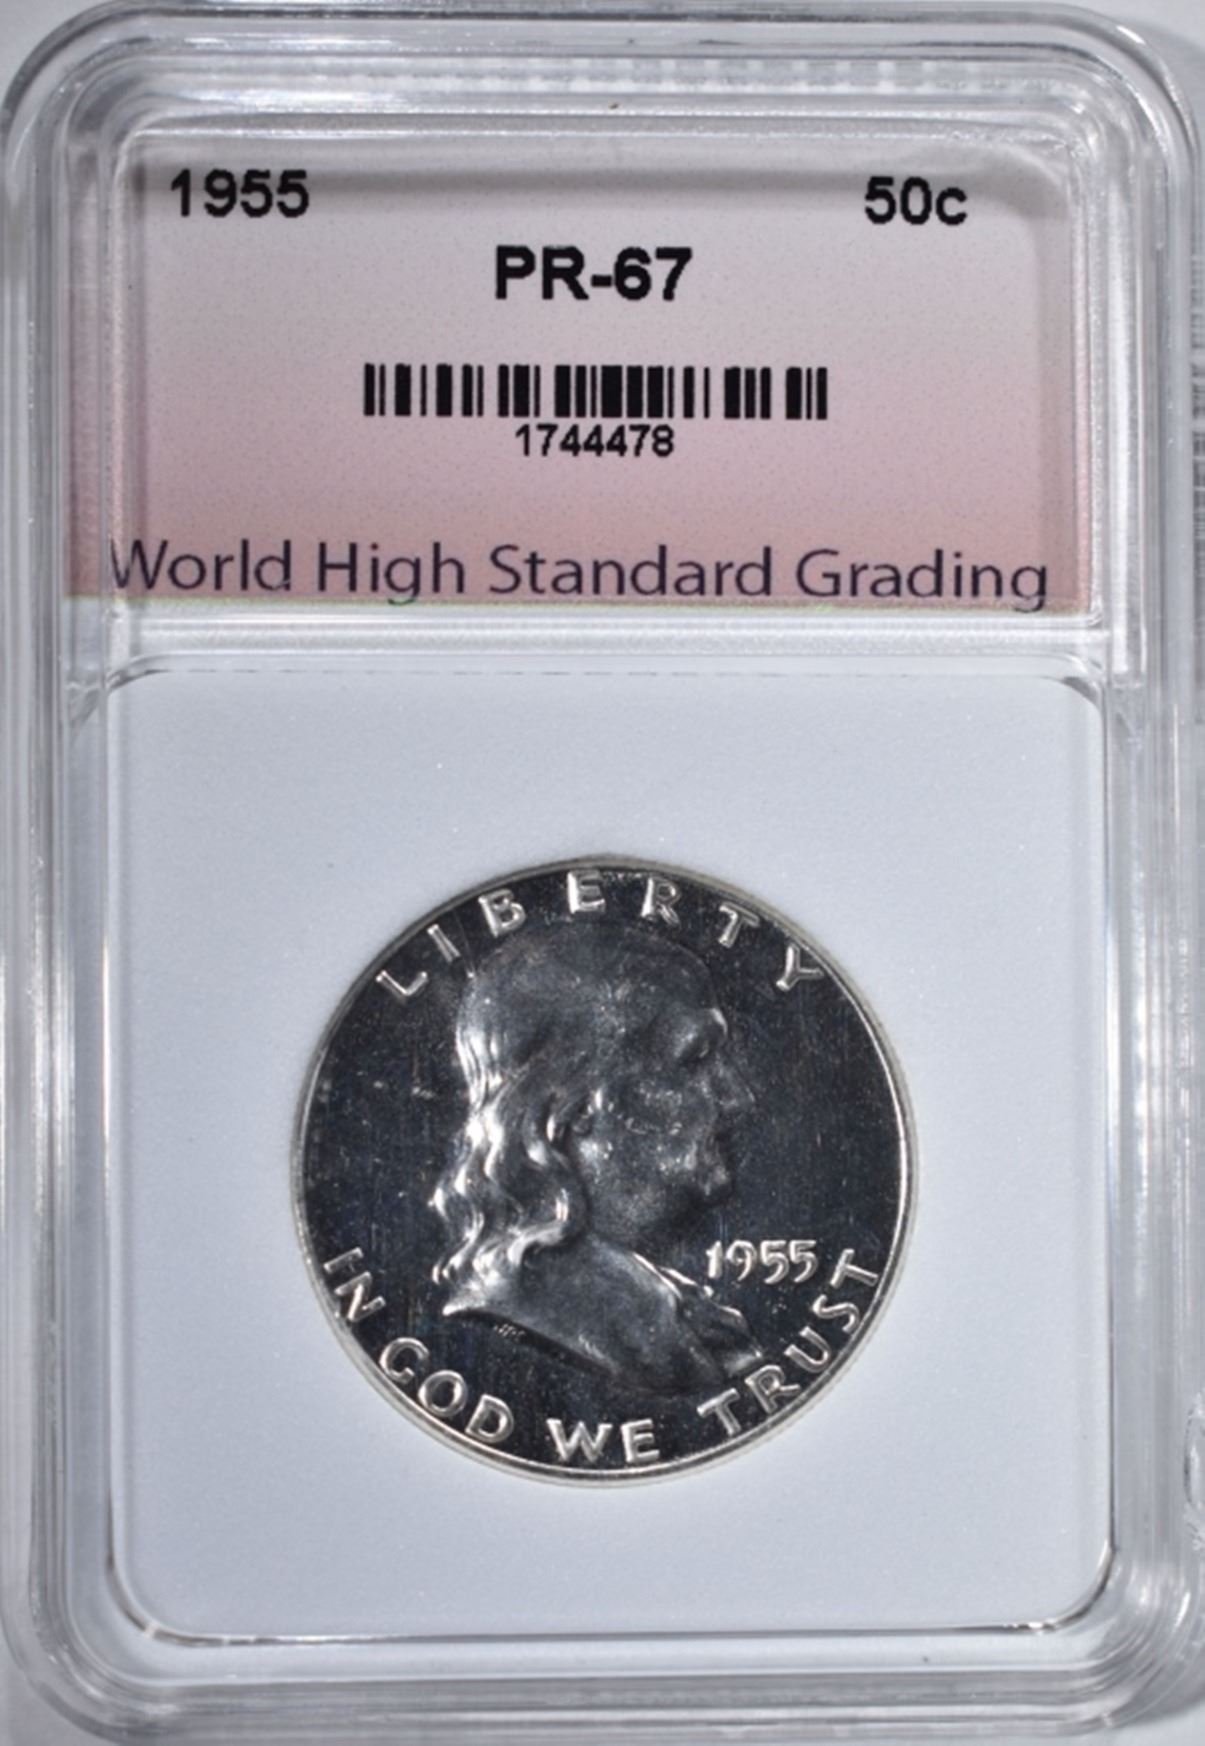 1955 50c
PR-67
1744478
World High Standard Grading
LIBERTY
1955
IN GOD WE TRUST